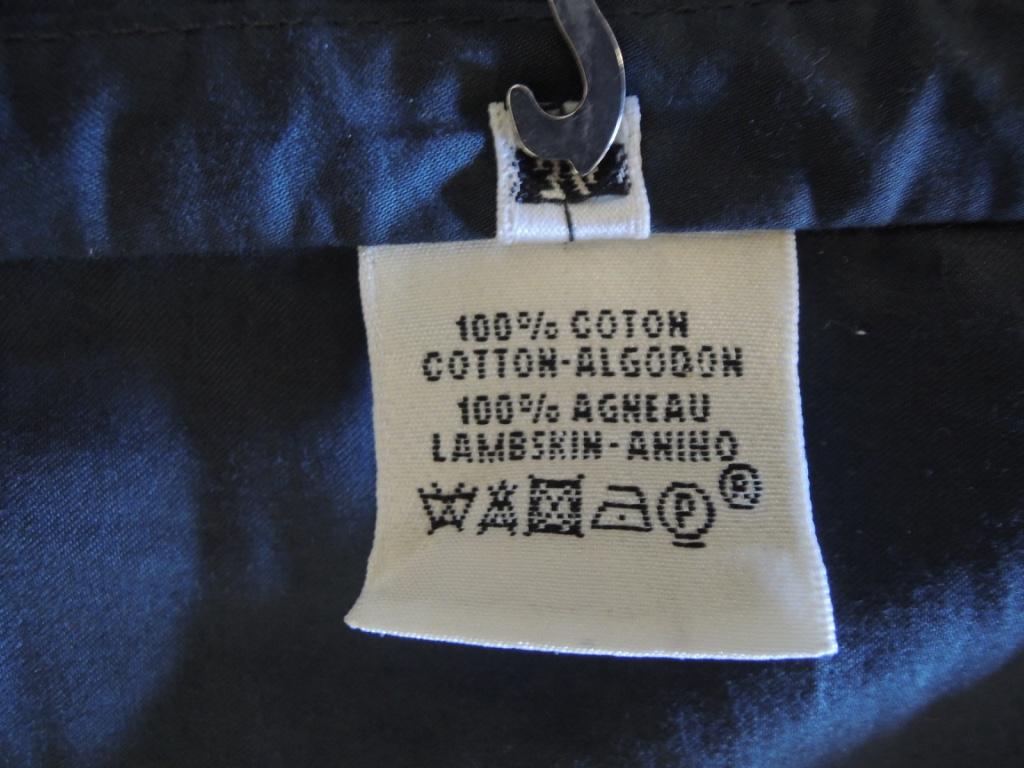 100% COTON
COTTON-ALGODON
100% AGNEAU
LAMBSKIN-ANINO
P ®